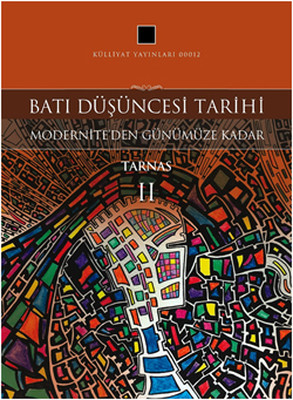 KÜLLİYAT YAYINLARI 00012
BATI DÜŞÜNCESİ TARİHİ
MODERNİTE'DEN GÜNÜMÜZE KADAR
TARNAS
II